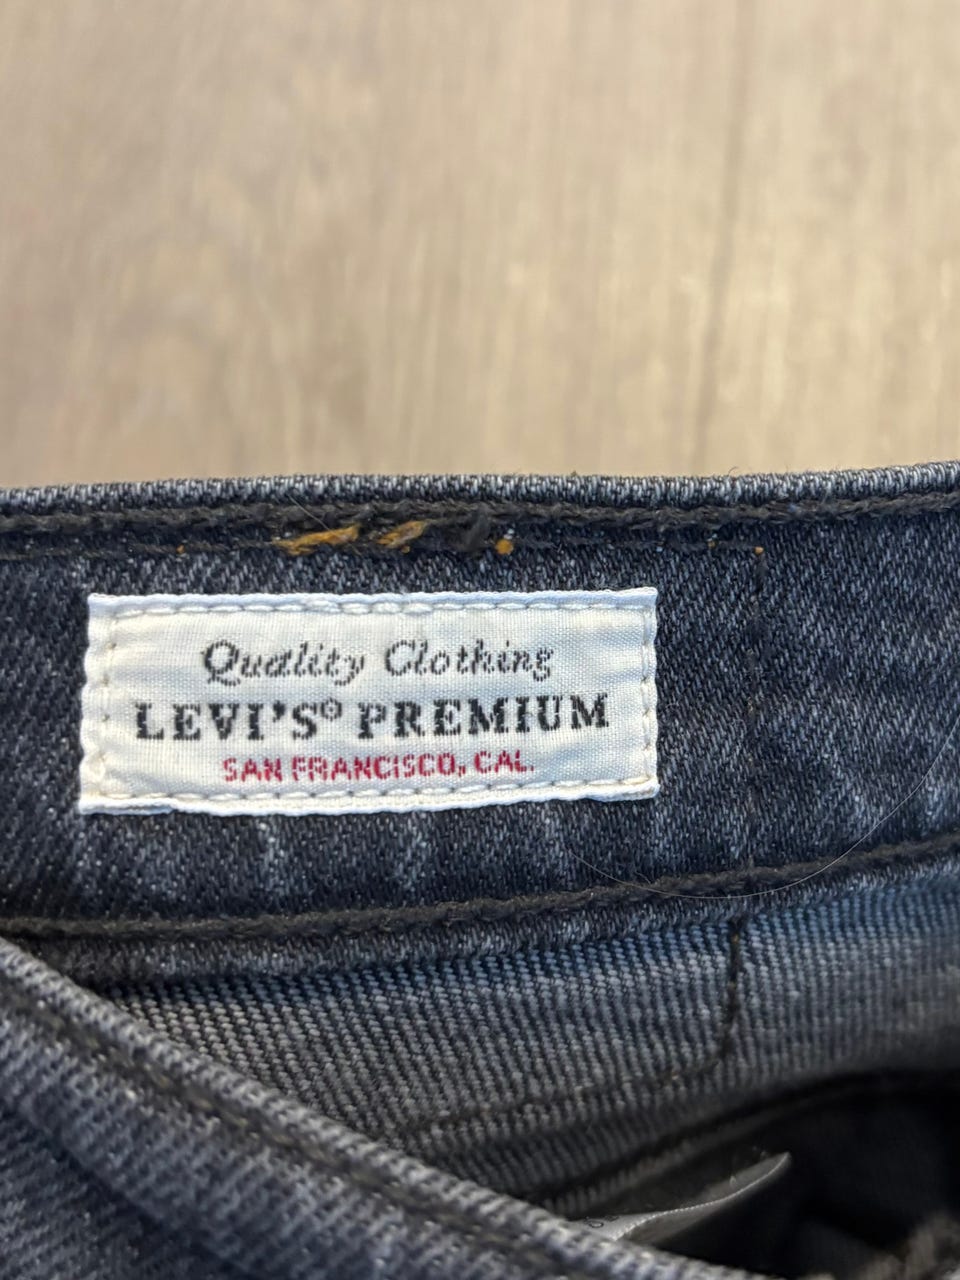 Quality Clothing
LEVI'S® PREMIUM
SAN FRANCISCO, CAL.